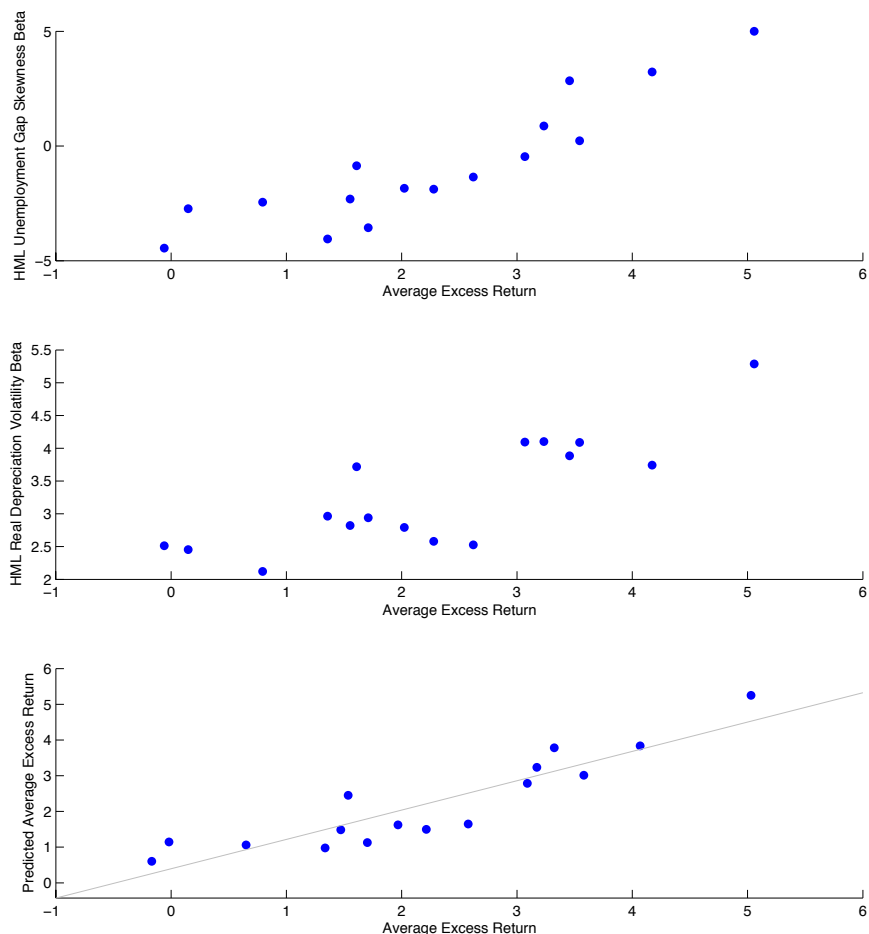 HML Unemployment Gap Skewness Beta
5
0
−5
−1 0 1 2 3 4 5 6
Average Excess Return
HML Real Depreciation Volatility Beta
5.5
5
4.5
4
3.5
3
2.5
2
−1 0 1 2 3 4 5 6
Average Excess Return
Predicted Average Excess Return
6
5
4
3
2
1
0
−1 0 1 2 3 4 5 6
Average Excess Return